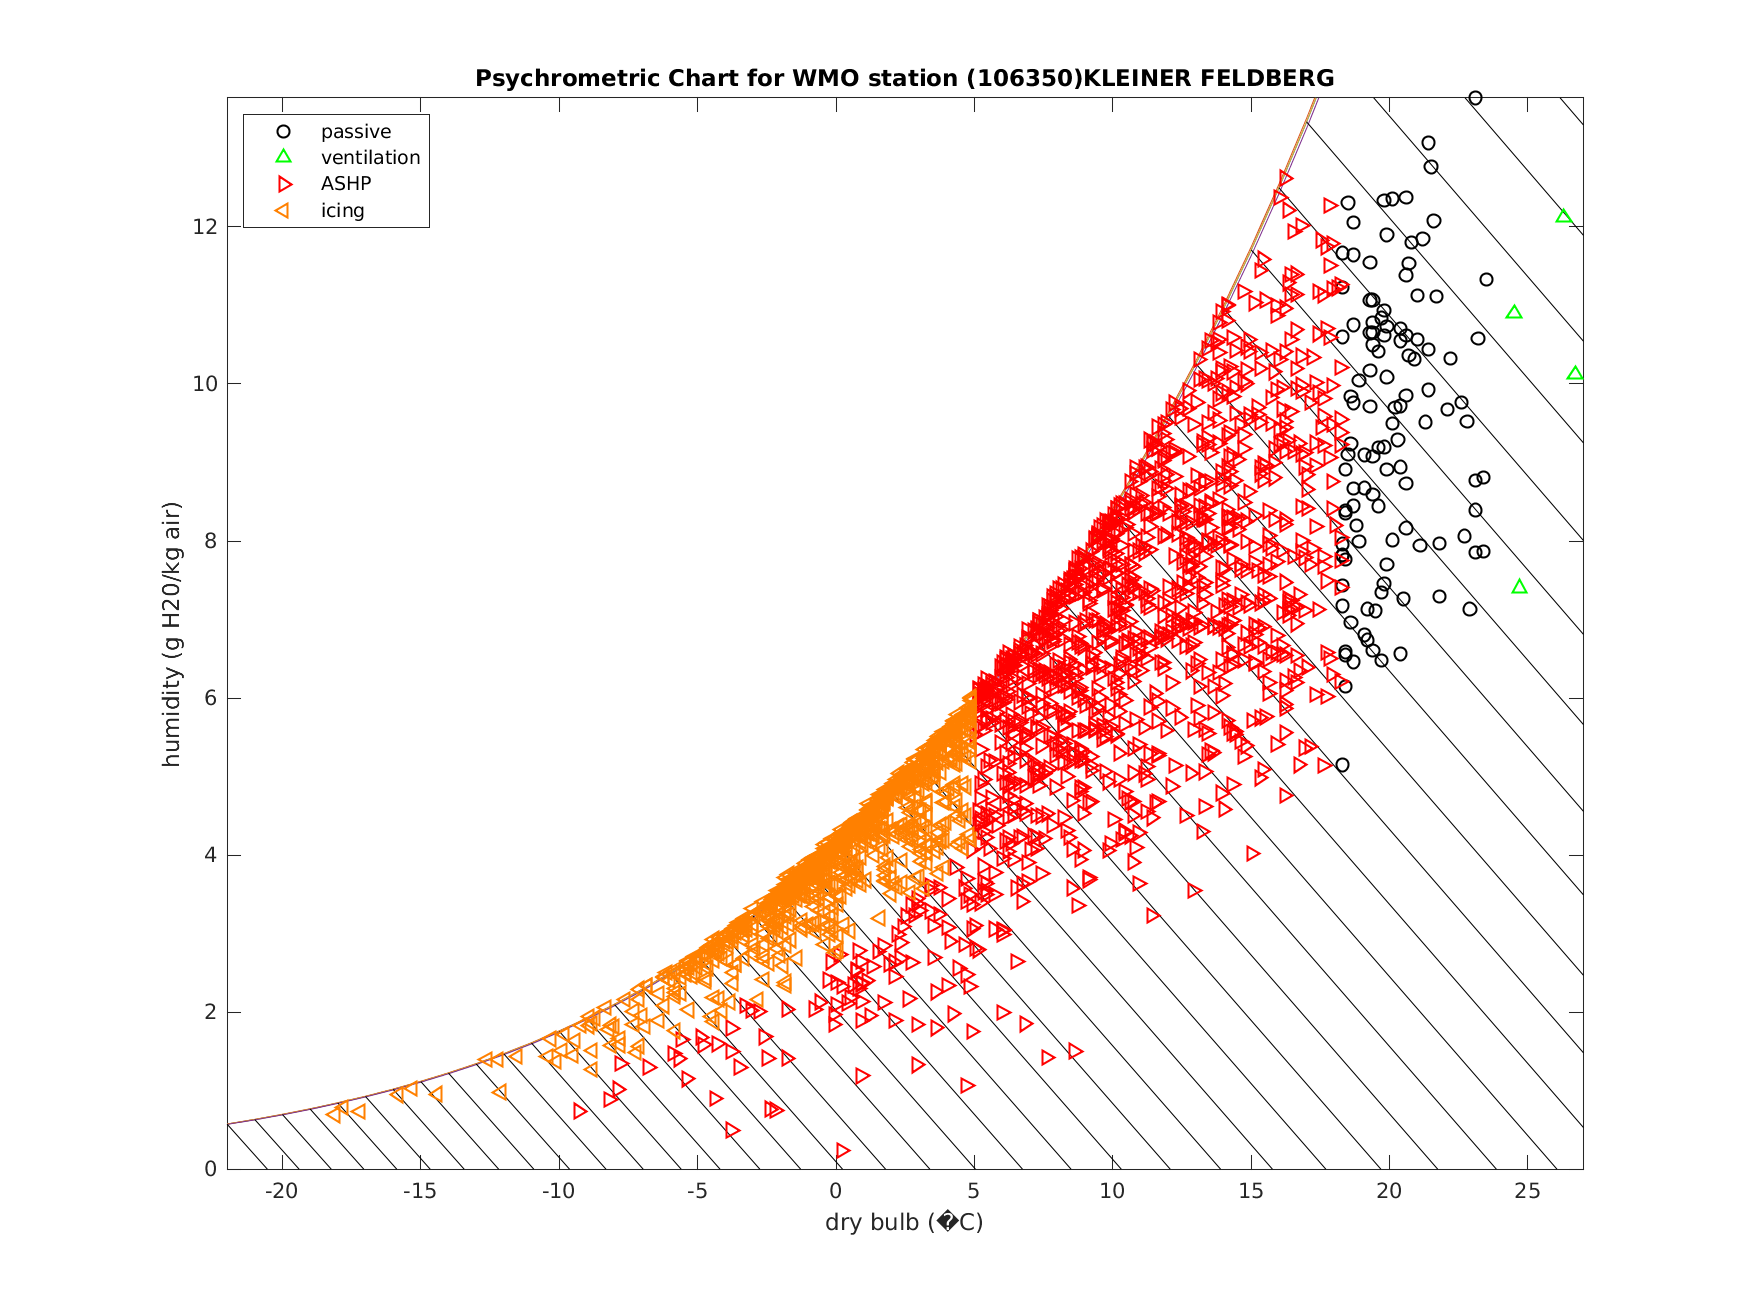 Psychrometric Chart for WMO station (106350)KLEINER FELDBERG
passive
ventilation
ASHP
icing
12
10
8
6
4
2
0
humidity (g H20/kg air)
-20 -15 -10 -5 0 5 10 15 20 25
dry bulb (�C)